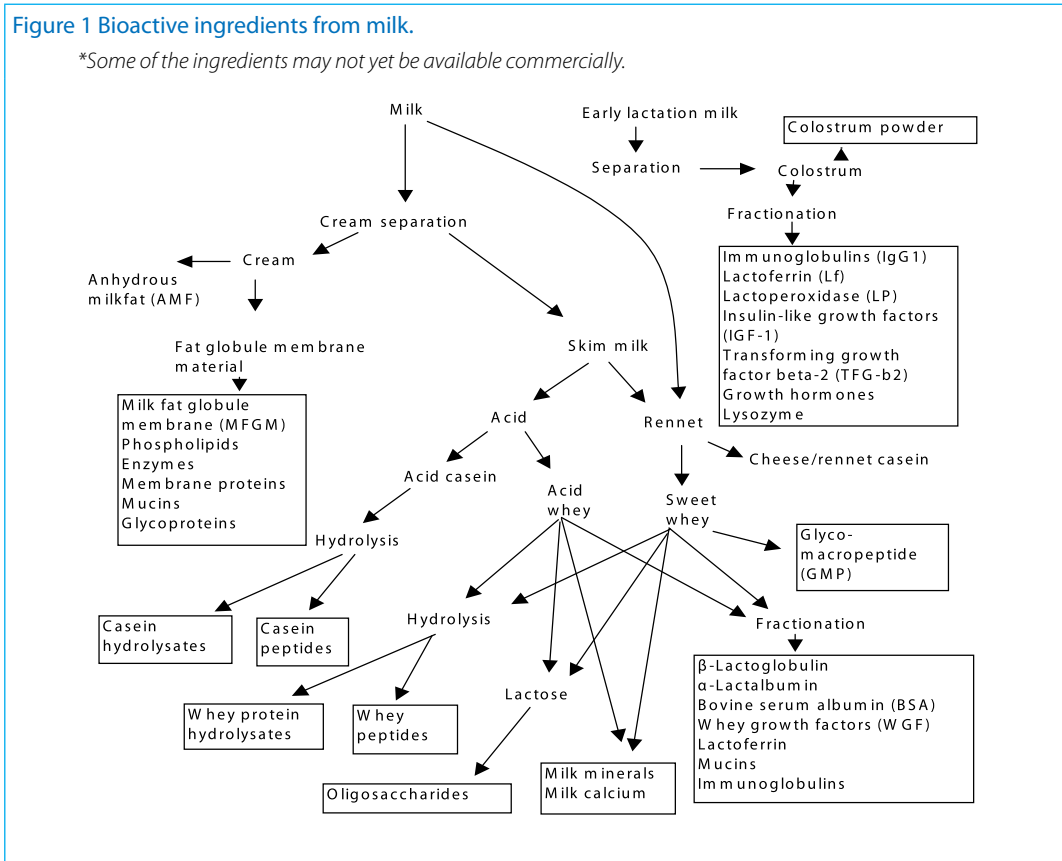 Figure 1 Bioactive ingredients from milk.
*Some of the ingredients may not yet be available commercially.
Milk
Early lactation milk
Colostrum powder
Separation
Colostrum
Cream separation
Fractionation
Cream
Anhydrous
milkfat (AMF)
Immunoglobulins (IgG1)
Lactoferrin (Lf)
Lactoperoxidase (LP)
Insulin-like growth factors
(IGF-1)
Transforming growth
factor beta-2 (TFG-b2)
Growth hormones
Lysozyme
Fat globule membrane
material
Skim milk
Milk fat globule
membrane (MFGM)
Phospholipids
Enzymes
Membrane proteins
Mucins
Glycoproteins
Acid
Rennet
Cheese/rennet casein
Acid casein
Acid
whey
Sweet
whey
Hydrolysis
Glyco-
macropeptide
(GMP)
Casein
hydrolysates
Casein
peptides
Hydrolysis
Fractionation
β-Lactoglobulin
α-Lactalbumin
Bovine serum albumin (BSA)
Whey growth factors (WGF)
Lactoferrin
Mucins
Immunoglobulins
Lactose
Whey protein
hydrolysates
Whey
peptides
Oligosaccharides
Milk minerals
Milk calcium